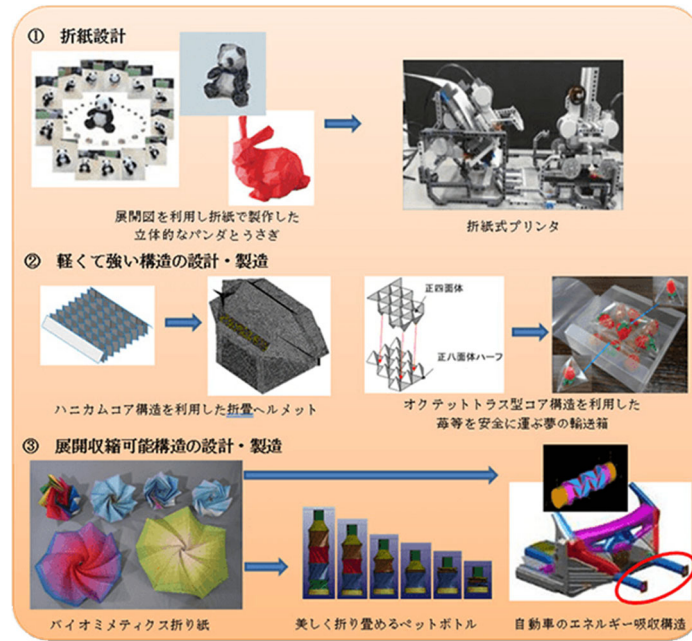 ① 折紙設計
展開図を利用し折紙で製作した
立体的なパンダとうさぎ
折紙式プリンタ
② 軽くて強い構造の設計・製造
正四面体
正八面体ハーフ
ハニカムコア構造を利用した折畳ヘルメット
オクテットトラス型コア構造を利用した
苺等を安全に運ぶ夢の輸送箱
③ 展開収縮可能構造の設計・製造
バイオミメティクス折り紙
美しく折り畳めるペットボトル
自動車のエネルギー吸収構造